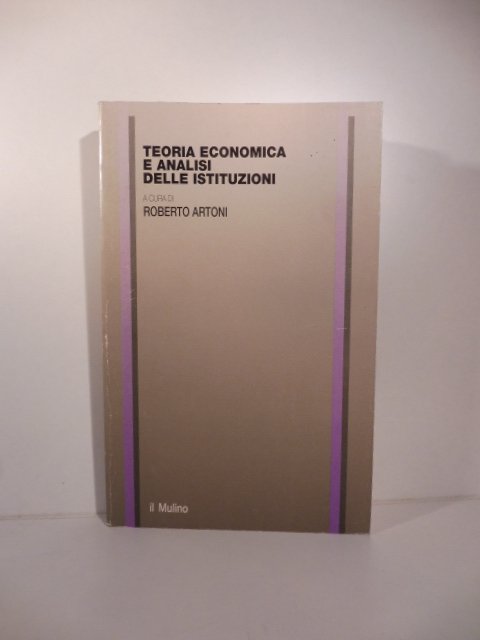 TEORIA ECONOMICA
E ANALISI
DELLE ISTITUZIONI
A CURA DI
ROBERTO ARTONI
il Mulino